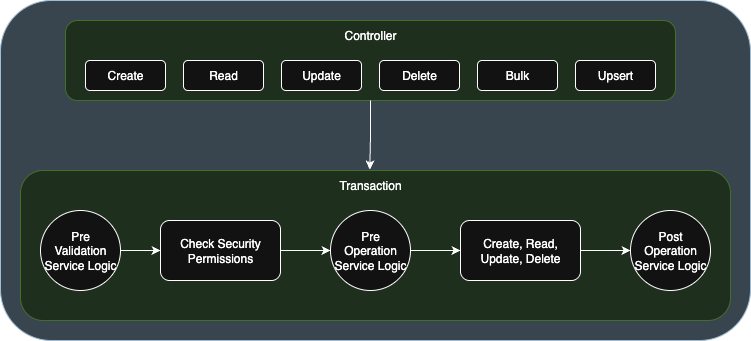 Controller
Create
Read
Update
Delete
Bulk
Upsert
Transaction
Pre
Validation
Service Logic
Check Security
Permissions
Pre
Operation
Service Logic
Create, Read,
Update, Delete
Post
Operation
Service Logic